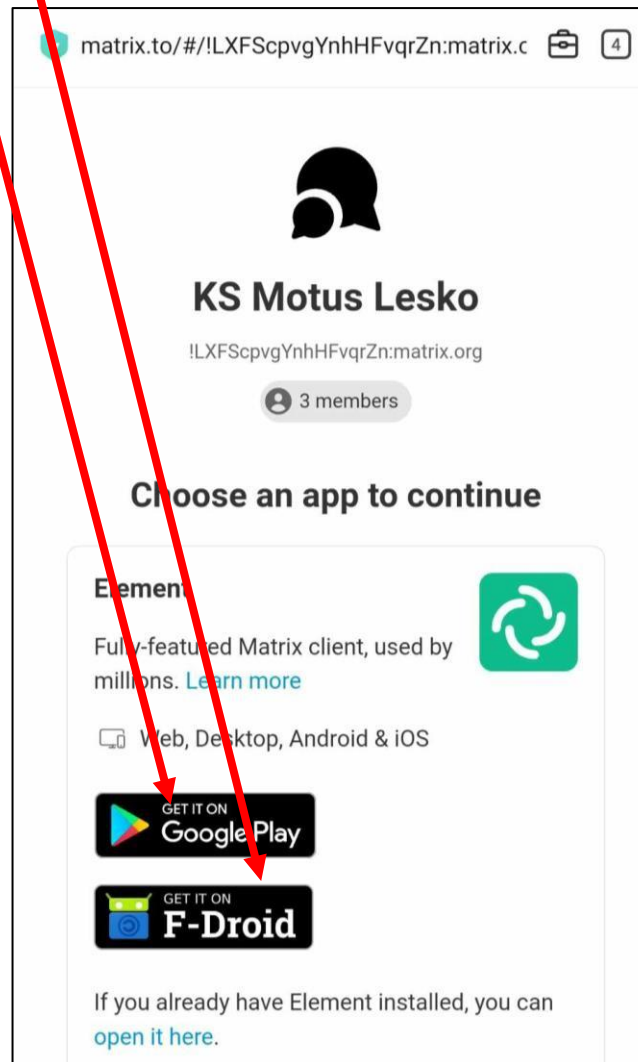 matrix.to/#/!LXFScpvgYnhHFvqrZn:matrix.c
4
KS Motus Lesko
!LXFScpvgYnhHFvqrZn:matrix.org
3 members
Choose an app to continue
Element
Fully-featured Matrix client, used by
millions. Learn more
Web, Desktop, Android & iOS
GET IT ON
Google Play
GET IT ON
F-Droid
If you already have Element installed, you can
open it here.